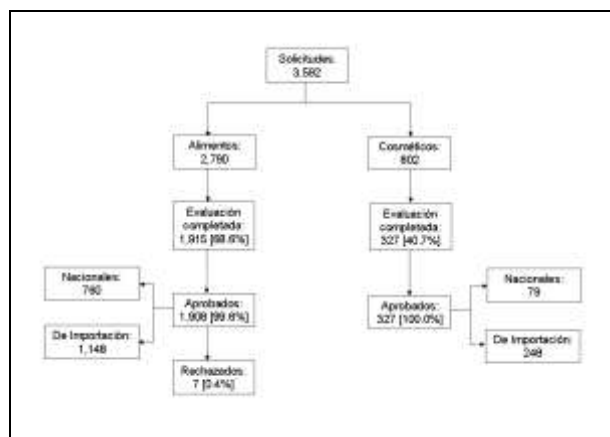 Solicitudes:
3,592
Alimentos:
2,790
Cosméticos:
802
Evaluación
completada:
1,915 [68.6%]
Evaluación
completada:
327 [40.7%]
Nacionales:
760
Aprobados:
1,908 [99.6%]
De Importación:
1,148
Rechazados:
7 [0.4%]
Aprobados:
327 [100.0%]
Nacionales:
79
De Importación:
248